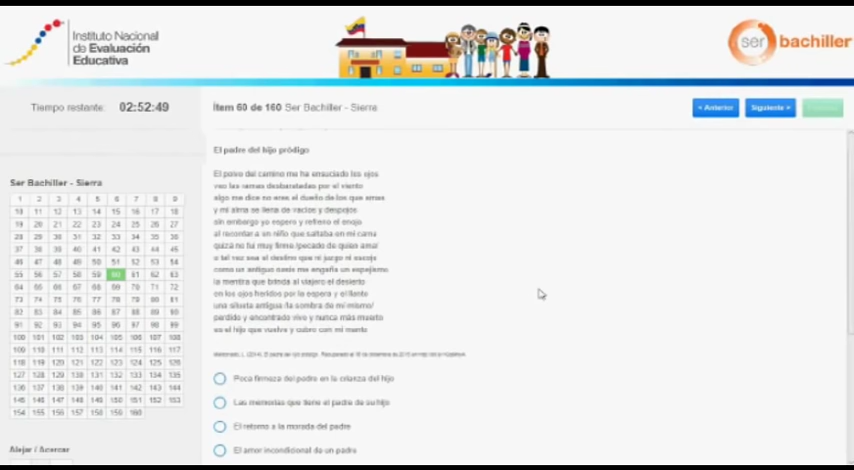 Instituto Nacional
de Evaluación
Educativa
ser bachiller
Tiempo restante: 02:52:49
Ítem 60 de 160 Ser Bachiller - Sierra
< Anterior
Siguiente >
El padre del hijo pródigo
El polvo del camino me ha ensuciado los ojos
veo las ramas desbaratadas por el viento
algo me dice no eres el dueño de los que amas
y mi alma se llena de vacíos y despojos
sin embargo yo espero y refreno el enojo
al recordar a un niño que saltaba en mi cama
quizá no fui muy firme /pecado de quien ama/
o tal vez sea el destino que ni juzgo ni escojo
como un antiguo oasis me engaña un espejismo
la mentira que brinda al viajero el desierto
en los ojos heridos por la espera y el llanto
una silueta antigua /la sombra de mí mismo/
perdido y encontrado vivo y nunca más muerto
es el hijo que vuelve y cubro con mi manto
Poca firmeza del padre en la crianza del hijo
Las memorias que tiene el padre de su hijo
El retorno a la morada del padre
El amor incondicional de un padre
Ser Bachiller - Sierra
1 2 3 4 5 6 7 8 9
10 11 12 13 14 15 16 17 18
19 20 21 22 23 24 25 26 27
28 29 30 31 32 33 34 35 36
37 38 39 40 41 42 43 44 45
46 47 48 49 50 51 52 53 54
55 56 57 58 59 60 61 62 63
64 65 66 67 68 69 70 71 72
73 74 75 76 77 78 79 80 81
82 83 84 85 86 87 88 89 90
91 92 93 94 95 96 97 98 99
100 101 102 103 104 105 106 107 108
109 110 111 112 113 114 115 116 117
118 119 120 121 122 123 124 125 126
127 128 129 130 131 132 133 134 135
136 137 138 139 140 141 142 143 144
145 146 147 148 149 150 151 152 153
154 155 156 157 158 159 160
Alejar / Acercar